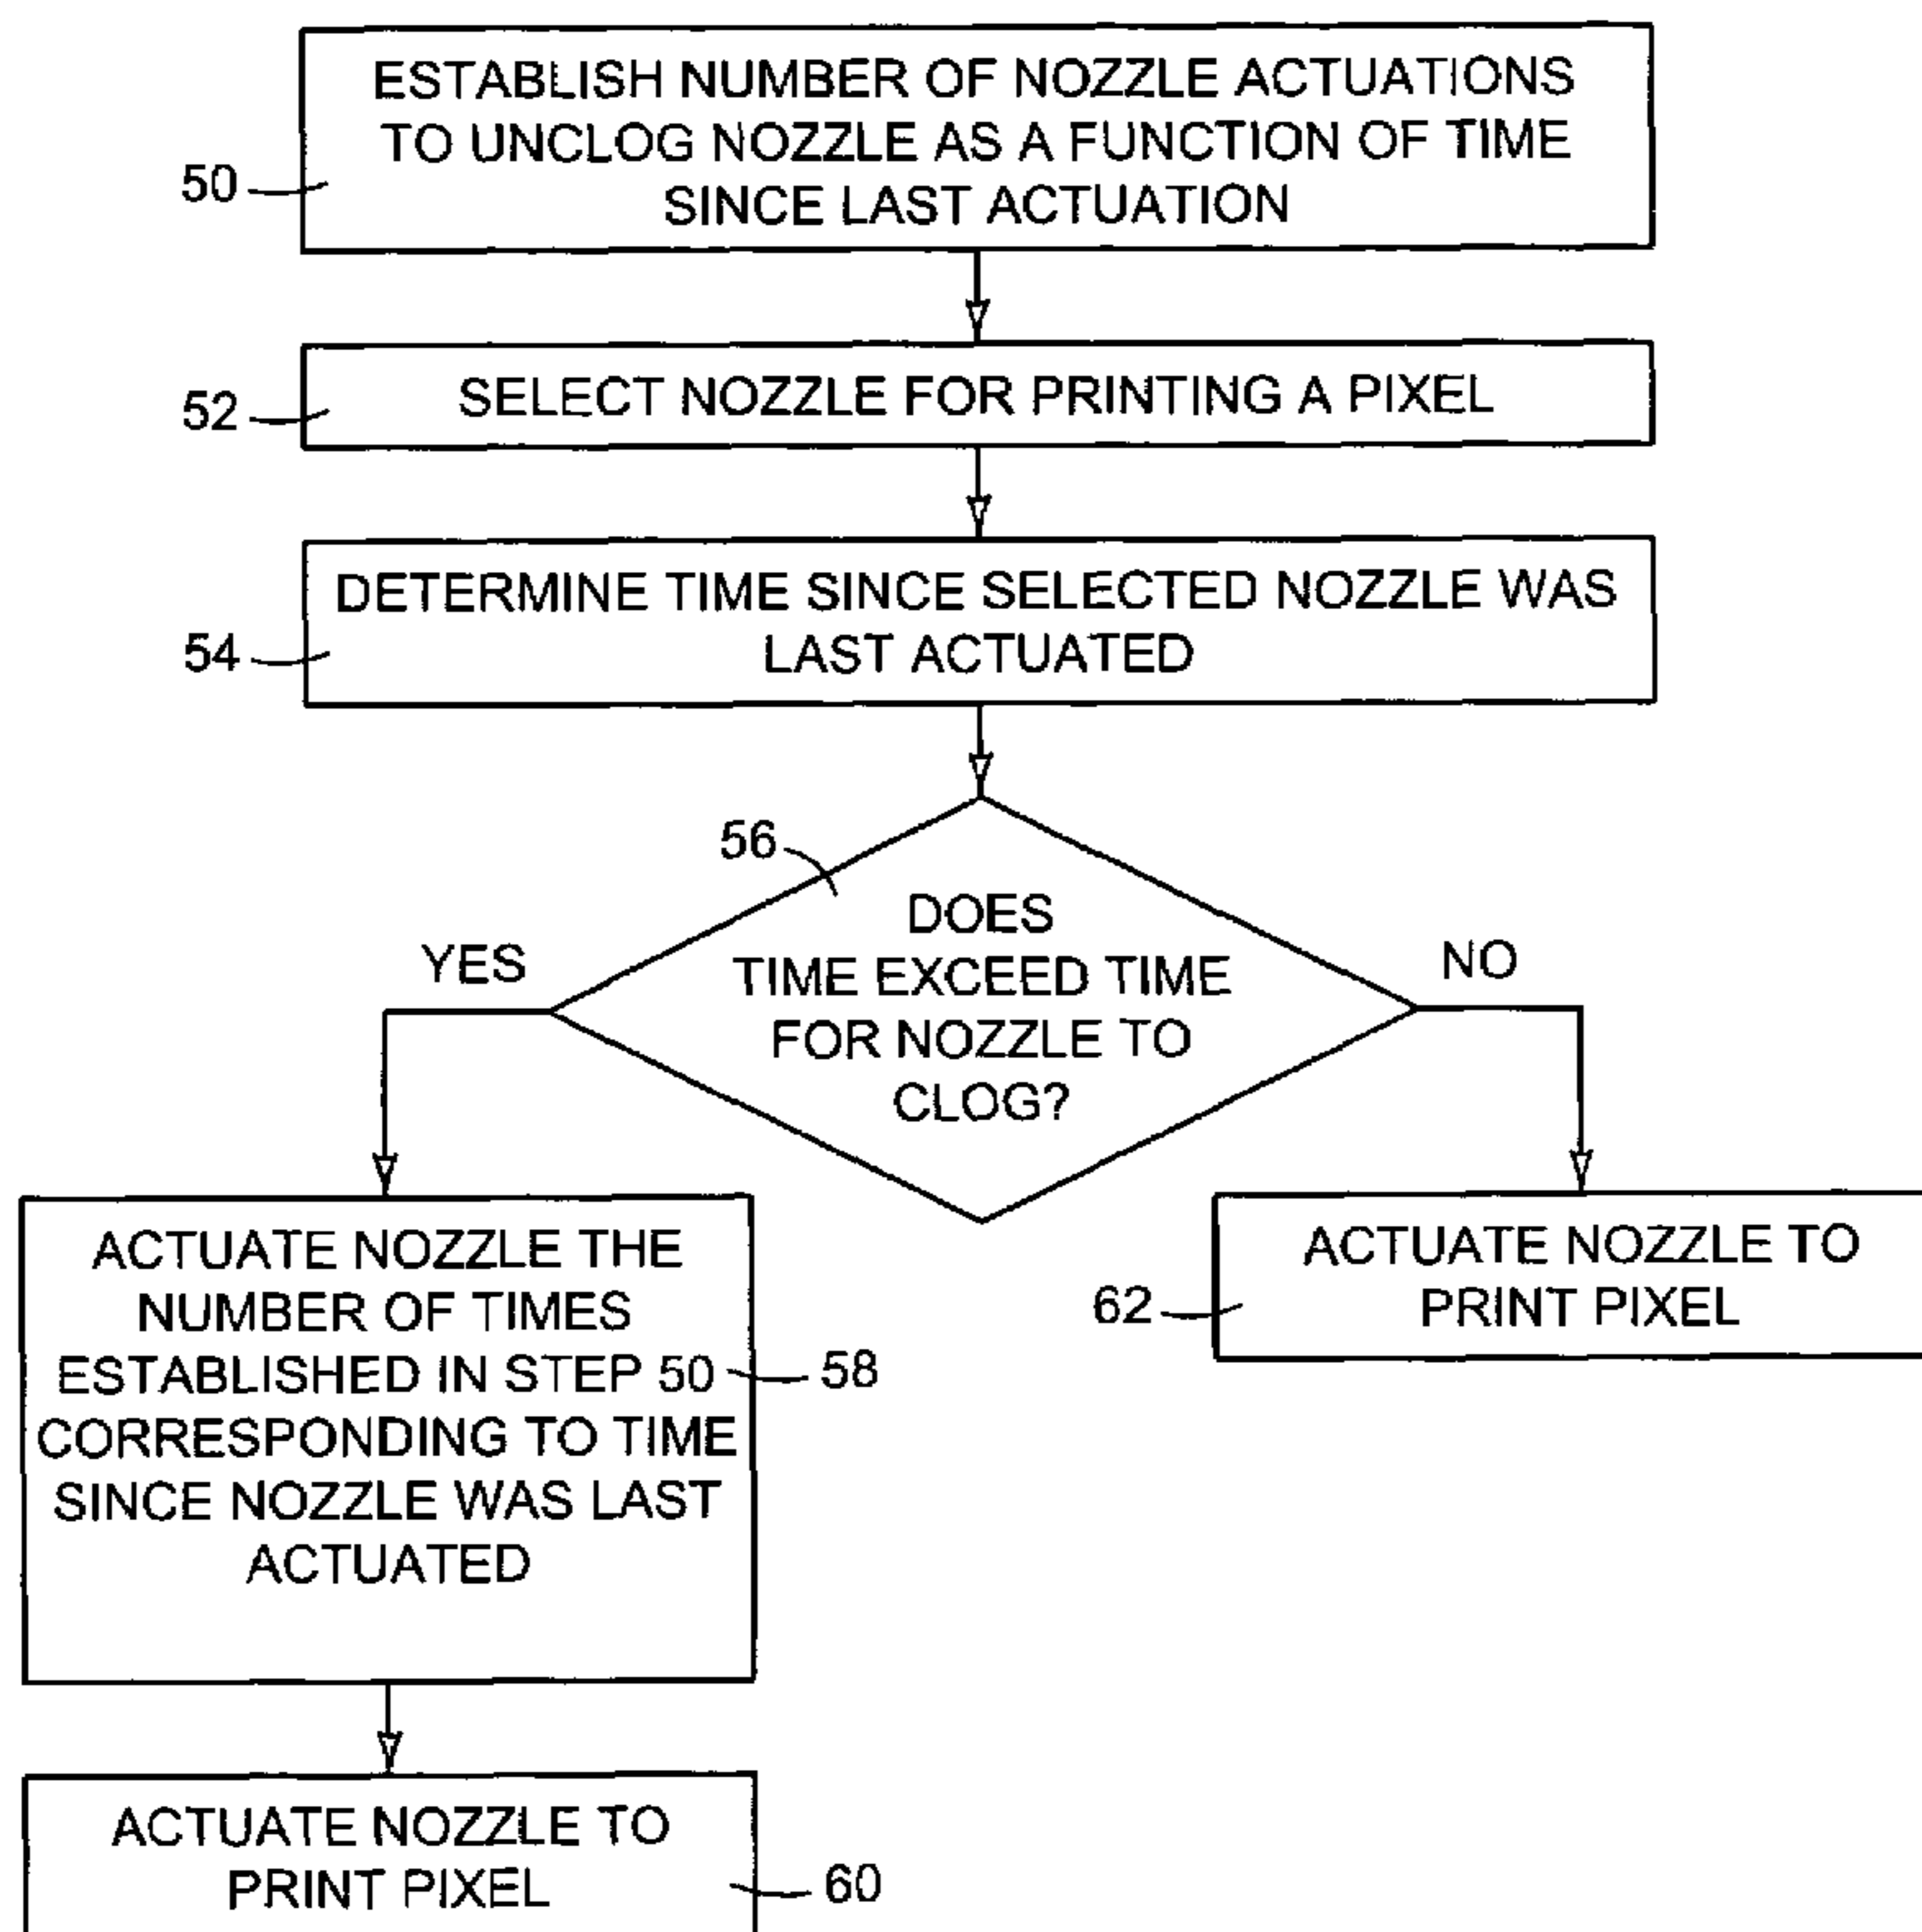 ESTABLISH NUMBER OF NOZZLE ACTUATIONS
TO UNCLOG NOZZLE AS A FUNCTION OF TIME
SINCE LAST ACTUATION
50
SELECT NOZZLE FOR PRINTING A PIXEL
52
DETERMINE TIME SINCE SELECTED NOZZLE WAS
LAST ACTUATED
54
56
DOES
TIME EXCEED TIME
FOR NOZZLE TO
CLOG?
YES
NO
ACTUATE NOZZLE THE
NUMBER OF TIMES
ESTABLISHED IN STEP 50
CORRESPONDING TO TIME
SINCE NOZZLE WAS LAST
ACTUATED
58
ACTUATE NOZZLE TO
PRINT PIXEL
62
ACTUATE NOZZLE TO
PRINT PIXEL
60